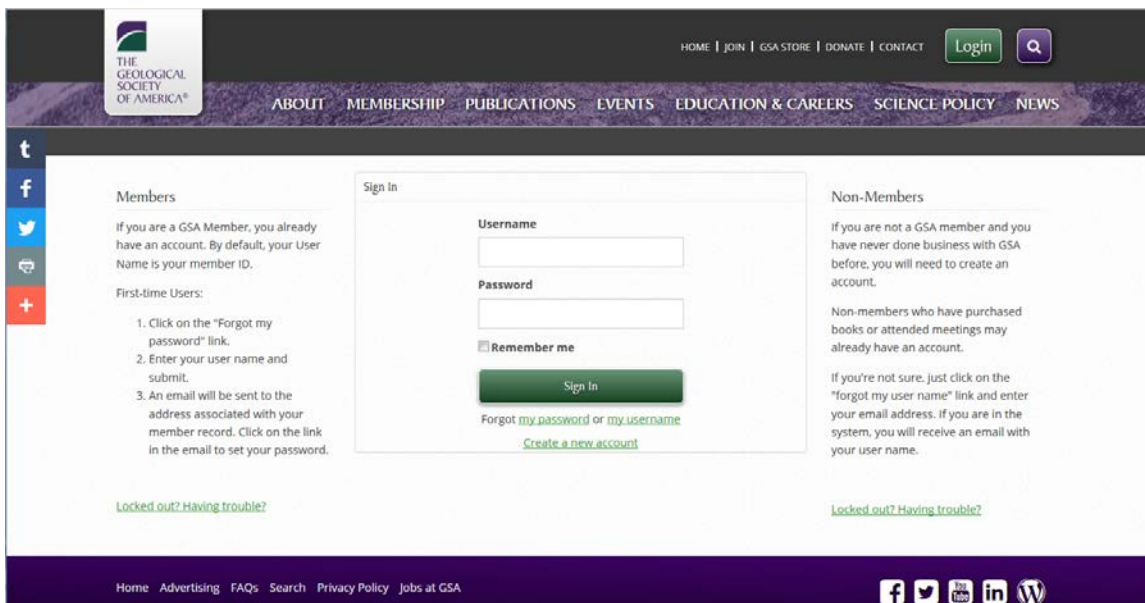 THE
GEOLOGICAL
SOCIETY
OF AMERICA®
HOME | JOIN | GSA STORE | DONATE | CONTACT
Login
ABOUT MEMBERSHIP PUBLICATIONS EVENTS EDUCATION & CAREERS SCIENCE POLICY NEWS
Members
If you are a GSA Member, you already
have an account. By default, your User
Name is your member ID.
First-time Users:
1. Click on the "Forgot my
password" link.
2. Enter your user name and
submit.
3. An email will be sent to the
address associated with your
member record. Click on the link
in the email to set your password.
Locked out? Having trouble?
Sign In
Username
Password
Remember me
Sign In
Forgot my password or my username
Create a new account
Non-Members
If you are not a GSA member and you
have never done business with GSA
before, you will need to create an
account.
Non-members who have purchased
books or attended meetings may
already have an account.
If you're not sure, just click on the
"forgot my user name" link and enter
your email address. If you are in the
system, you will receive an email with
your user name.
Locked out? Having trouble?
Home Advertising FAQs Search Privacy Policy Jobs at GSA
You
Tube